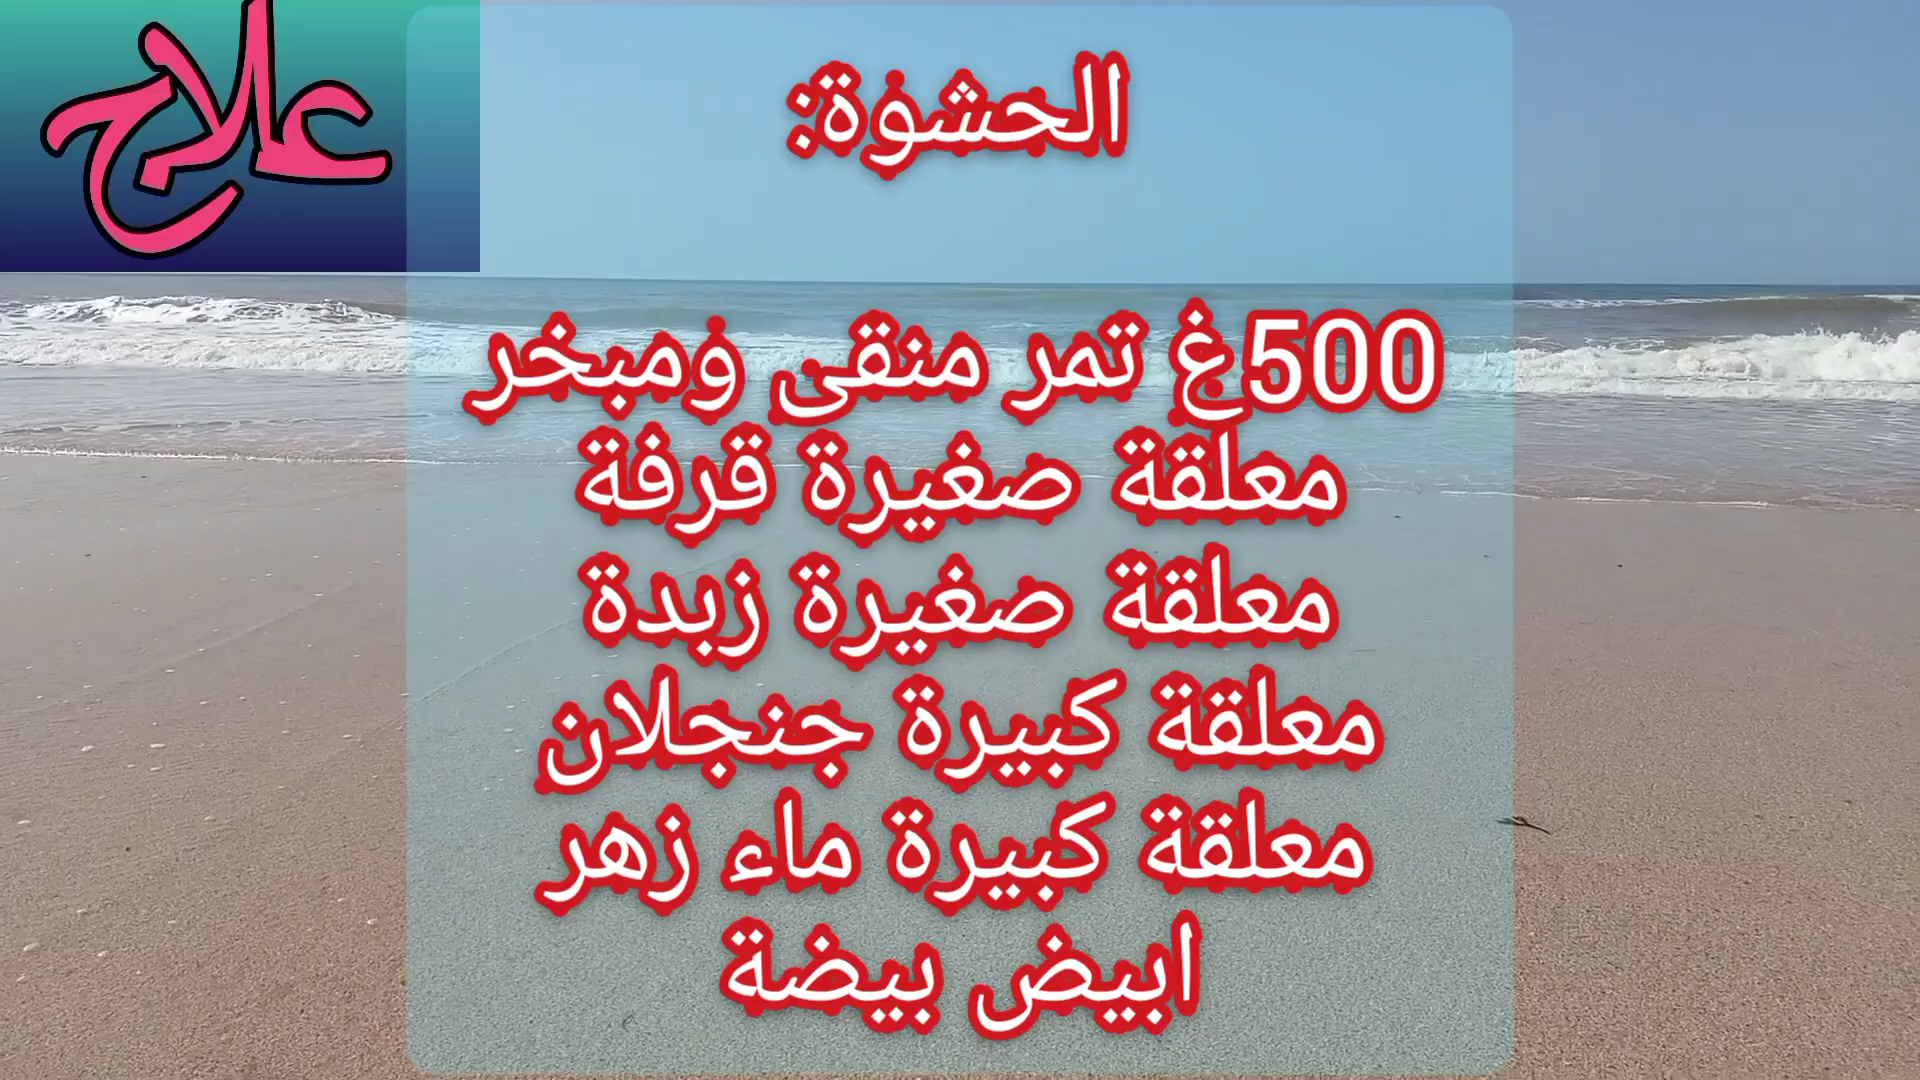 علاج
الحشوة:
500غ تمر منقى ومبخر
معلقة صغيرة قرفة
معلقة صغيرة زبدة
معلقة كبيرة جنجلان
معلقة كبيرة ماء زهر
ابيض بيضة